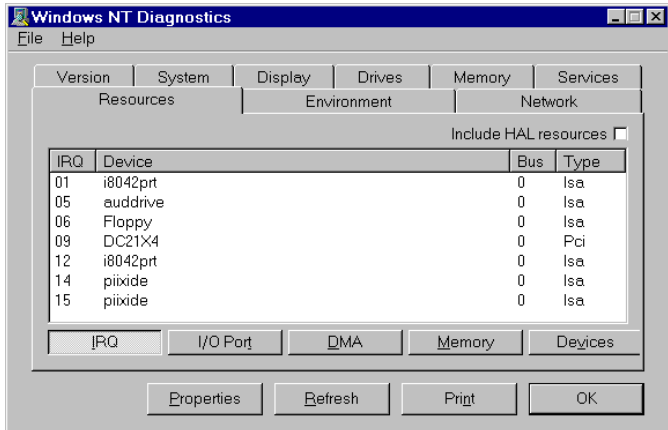 Windows NT Diagnostics
File Help
Version System Display Drives Memory Services
Resources Environment Network
Include HAL resources
IRQ Device Bus Type
01 i8042prt 0 Isa
05 auddrive 0 Isa
06 Floppy 0 Isa
09 DC21X4 0 Pci
12 i8042prt 0 Isa
14 piixide 0 Isa
15 piixide 0 Isa
IRQ I/O Port DMA Memory Devices
Properties Refresh Print OK